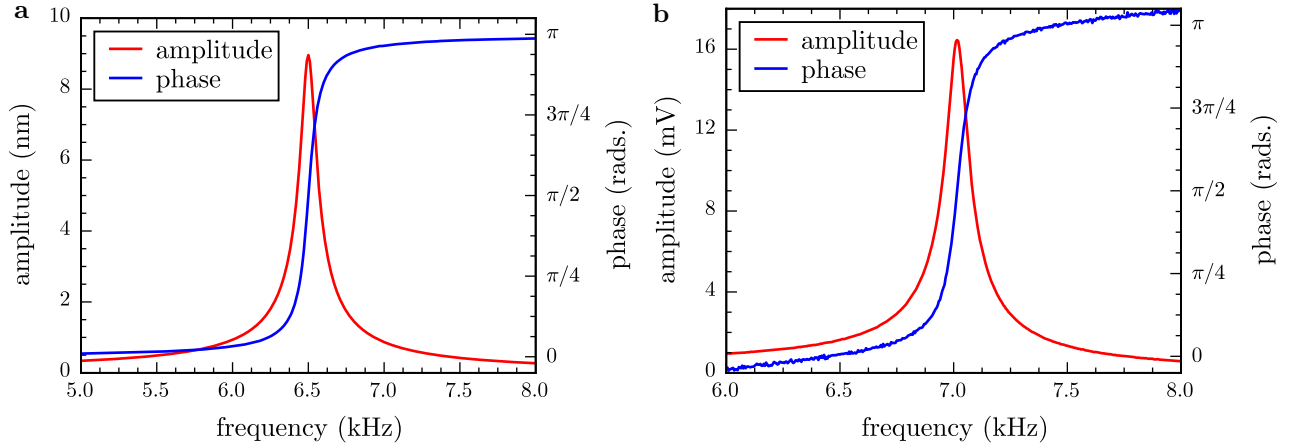 a
amplitude
phase
10
8
6
4
2
0
amplitude (nm)
π
3π/4
π/2
π/4
0
phase (rads.)
5.0 5.5 6.0 6.5 7.0 7.5 8.0
frequency (kHz)
b
amplitude
phase
16
12
8
4
0
amplitude (mV)
π
3π/4
π/2
π/4
0
phase (rads.)
6.0 6.5 7.0 7.5 8.0
frequency (kHz)